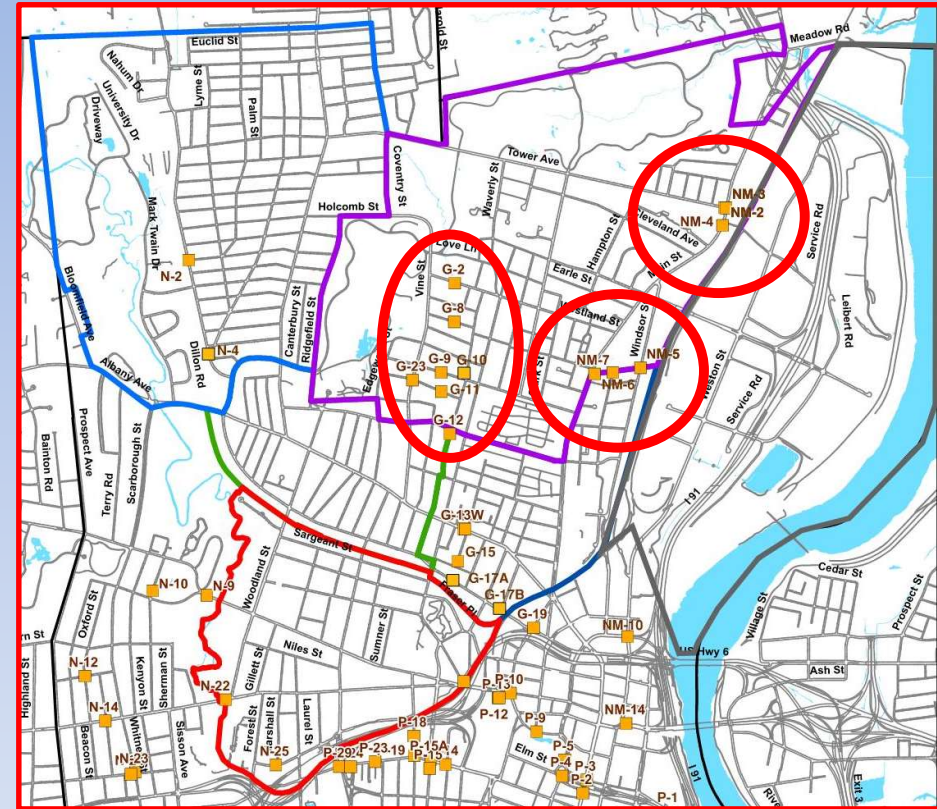 Meadow Rd
Euclid St
Nahum Dr
University Dr
Driveway
Lyme St
Palm St
Tower Ave
Coventry St
Waverly St
Holcomb St
Mark Twain Dr
NM-3
NM-2
NM-4
Cleveland Ave
Hampton St
Main St
Service Rd
N-2
Vine St
G-2
Earle St
Bloomfield Ave
G-8
Westland St
Windsor St
Leibert Rd
Canterbury St
Ridgefield St
N-4
Dillon Rd
Albany Ave
G-9
G-10
G-23
G-11
NM-7
NM-6
NM-5
Weston St
Service Rd
G-12
Prospect Ave
Scarborough St
Bainton Rd
Terry Rd
I 91
G-13W
Sargeant St
G-15
G-17A
G-17B
Woodland St
Cedar St
Village St
Prospect St
N-10
N-9
Oxford St
G-19
NM-10
Sumner St
Niles St
US Hwy 6
Ash St
Highland St
N-12
Kenyon St
Sherman St
Gillett St
N-22
P-10
P-12
N-14
Beacon St
Sisson Ave
Forest St
Laurel St
P-18
P-9
NM-14
N-23
N-25
P-29
P-23
P-15A
P-15
Elm St
P-5
P-4
P-3
P-2
P-1
I 91